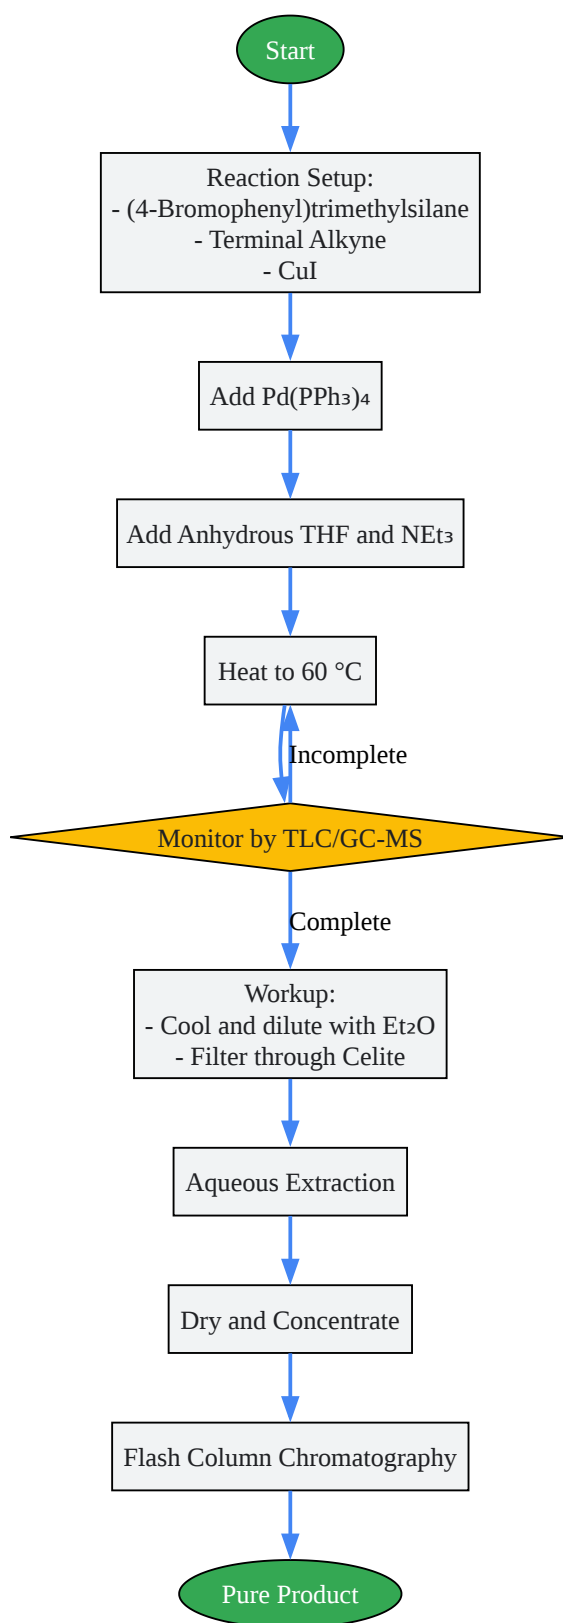 Start
Reaction Setup:
- (4-Bromophenyl)trimethylsilane
- Terminal Alkyne
- CuI
Add Pd(PPh₃)₄
Add Anhydrous THF and NEt₃
Heat to 60 °C
Incomplete
Monitor by TLC/GC-MS
Complete
Workup:
- Cool and dilute with Et₂O
- Filter through Celite
Aqueous Extraction
Dry and Concentrate
Flash Column Chromatography
Pure Product